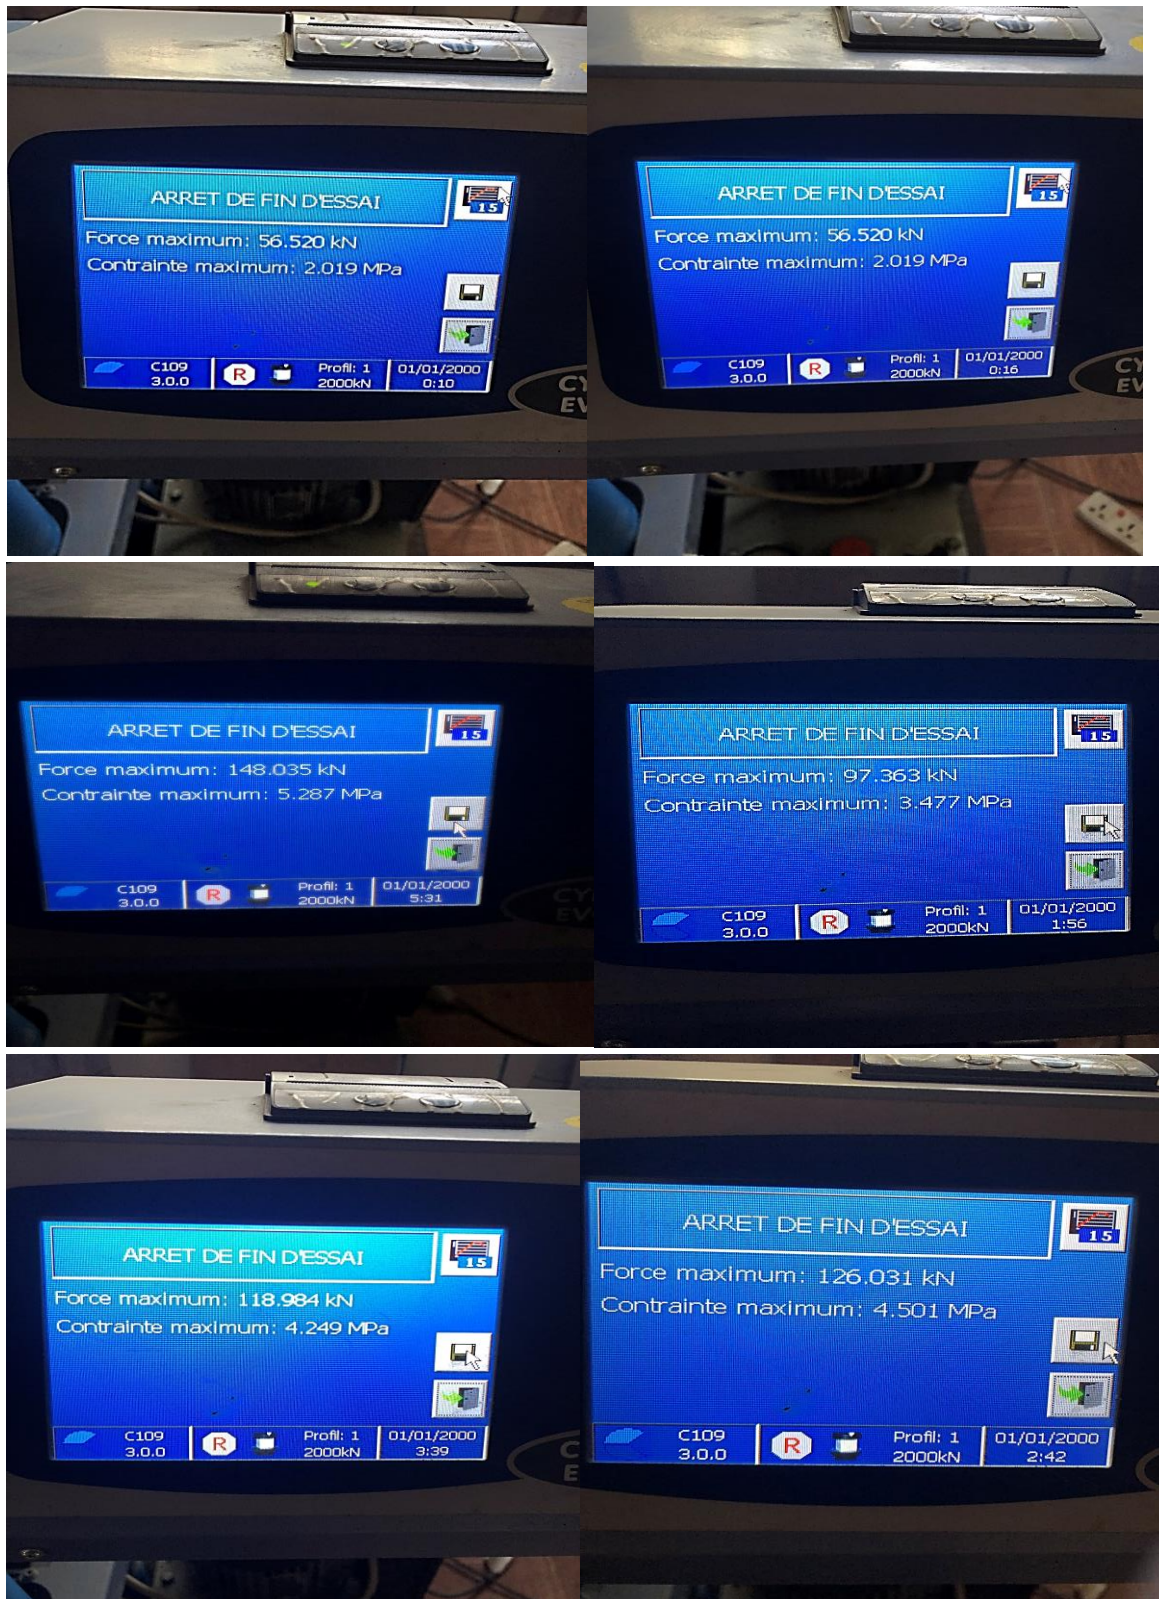 ARRET DE FIN D'ESSAI
15
Force maximum: 56.520 kN
Contrainte maximum: 2.019 MPa
C109
3.0.0
R
Profil: 1
2000kN
01/01/2000
0:10
CY
EV
ARRET DE FIN D'ESSAI
15
Force maximum: 56.520 kN
Contrainte maximum: 2.019 MPa
C109
3.0.0
R
Profil: 1
2000kN
01/01/2000
0:16
CY
EV
ARRET DE FIN D'ESSAI
15
Force maximum: 148.035 kN
Contrainte maximum: 5.287 MPa
C109
3.0.0
R
Profil: 1
2000kN
01/01/2000
5:31
CY
EV
ARRET DE FIN D'ESSAI
15
Force maximum: 97.363 kN
Contrainte maximum: 3.477 MPa
C109
3.0.0
R
Profil: 1
2000kN
01/01/2000
1:56
ARRET DE FIN D'ESSAI
15
Force maximum: 118.984 kN
Contrainte maximum: 4.249 MPa
C109
3.0.0
R
Profil: 1
2000kN
01/01/2000
3:39
C
E
ARRET DE FIN D'ESSAI
15
Force maximum: 126.031 kN
Contrainte maximum: 4.501 MPa
C109
3.0.0
R
Profil: 1
2000kN
01/01/2000
2:42